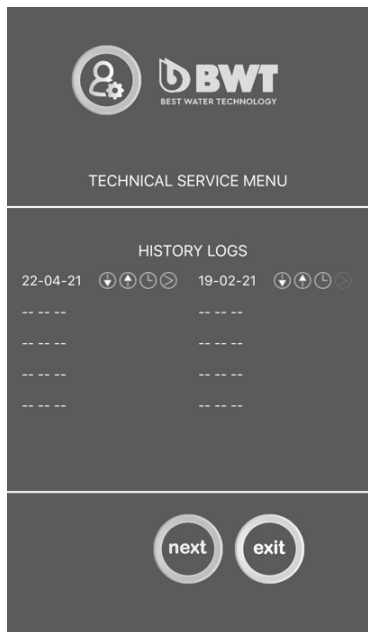 BWT
BEST WATER TECHNOLOGY
TECHNICAL SERVICE MENU
HISTORY LOGS
22-04-21 19-02-21
-- -- -- -- -- --
-- -- -- -- -- --
-- -- -- -- -- --
-- -- -- -- -- --
next exit